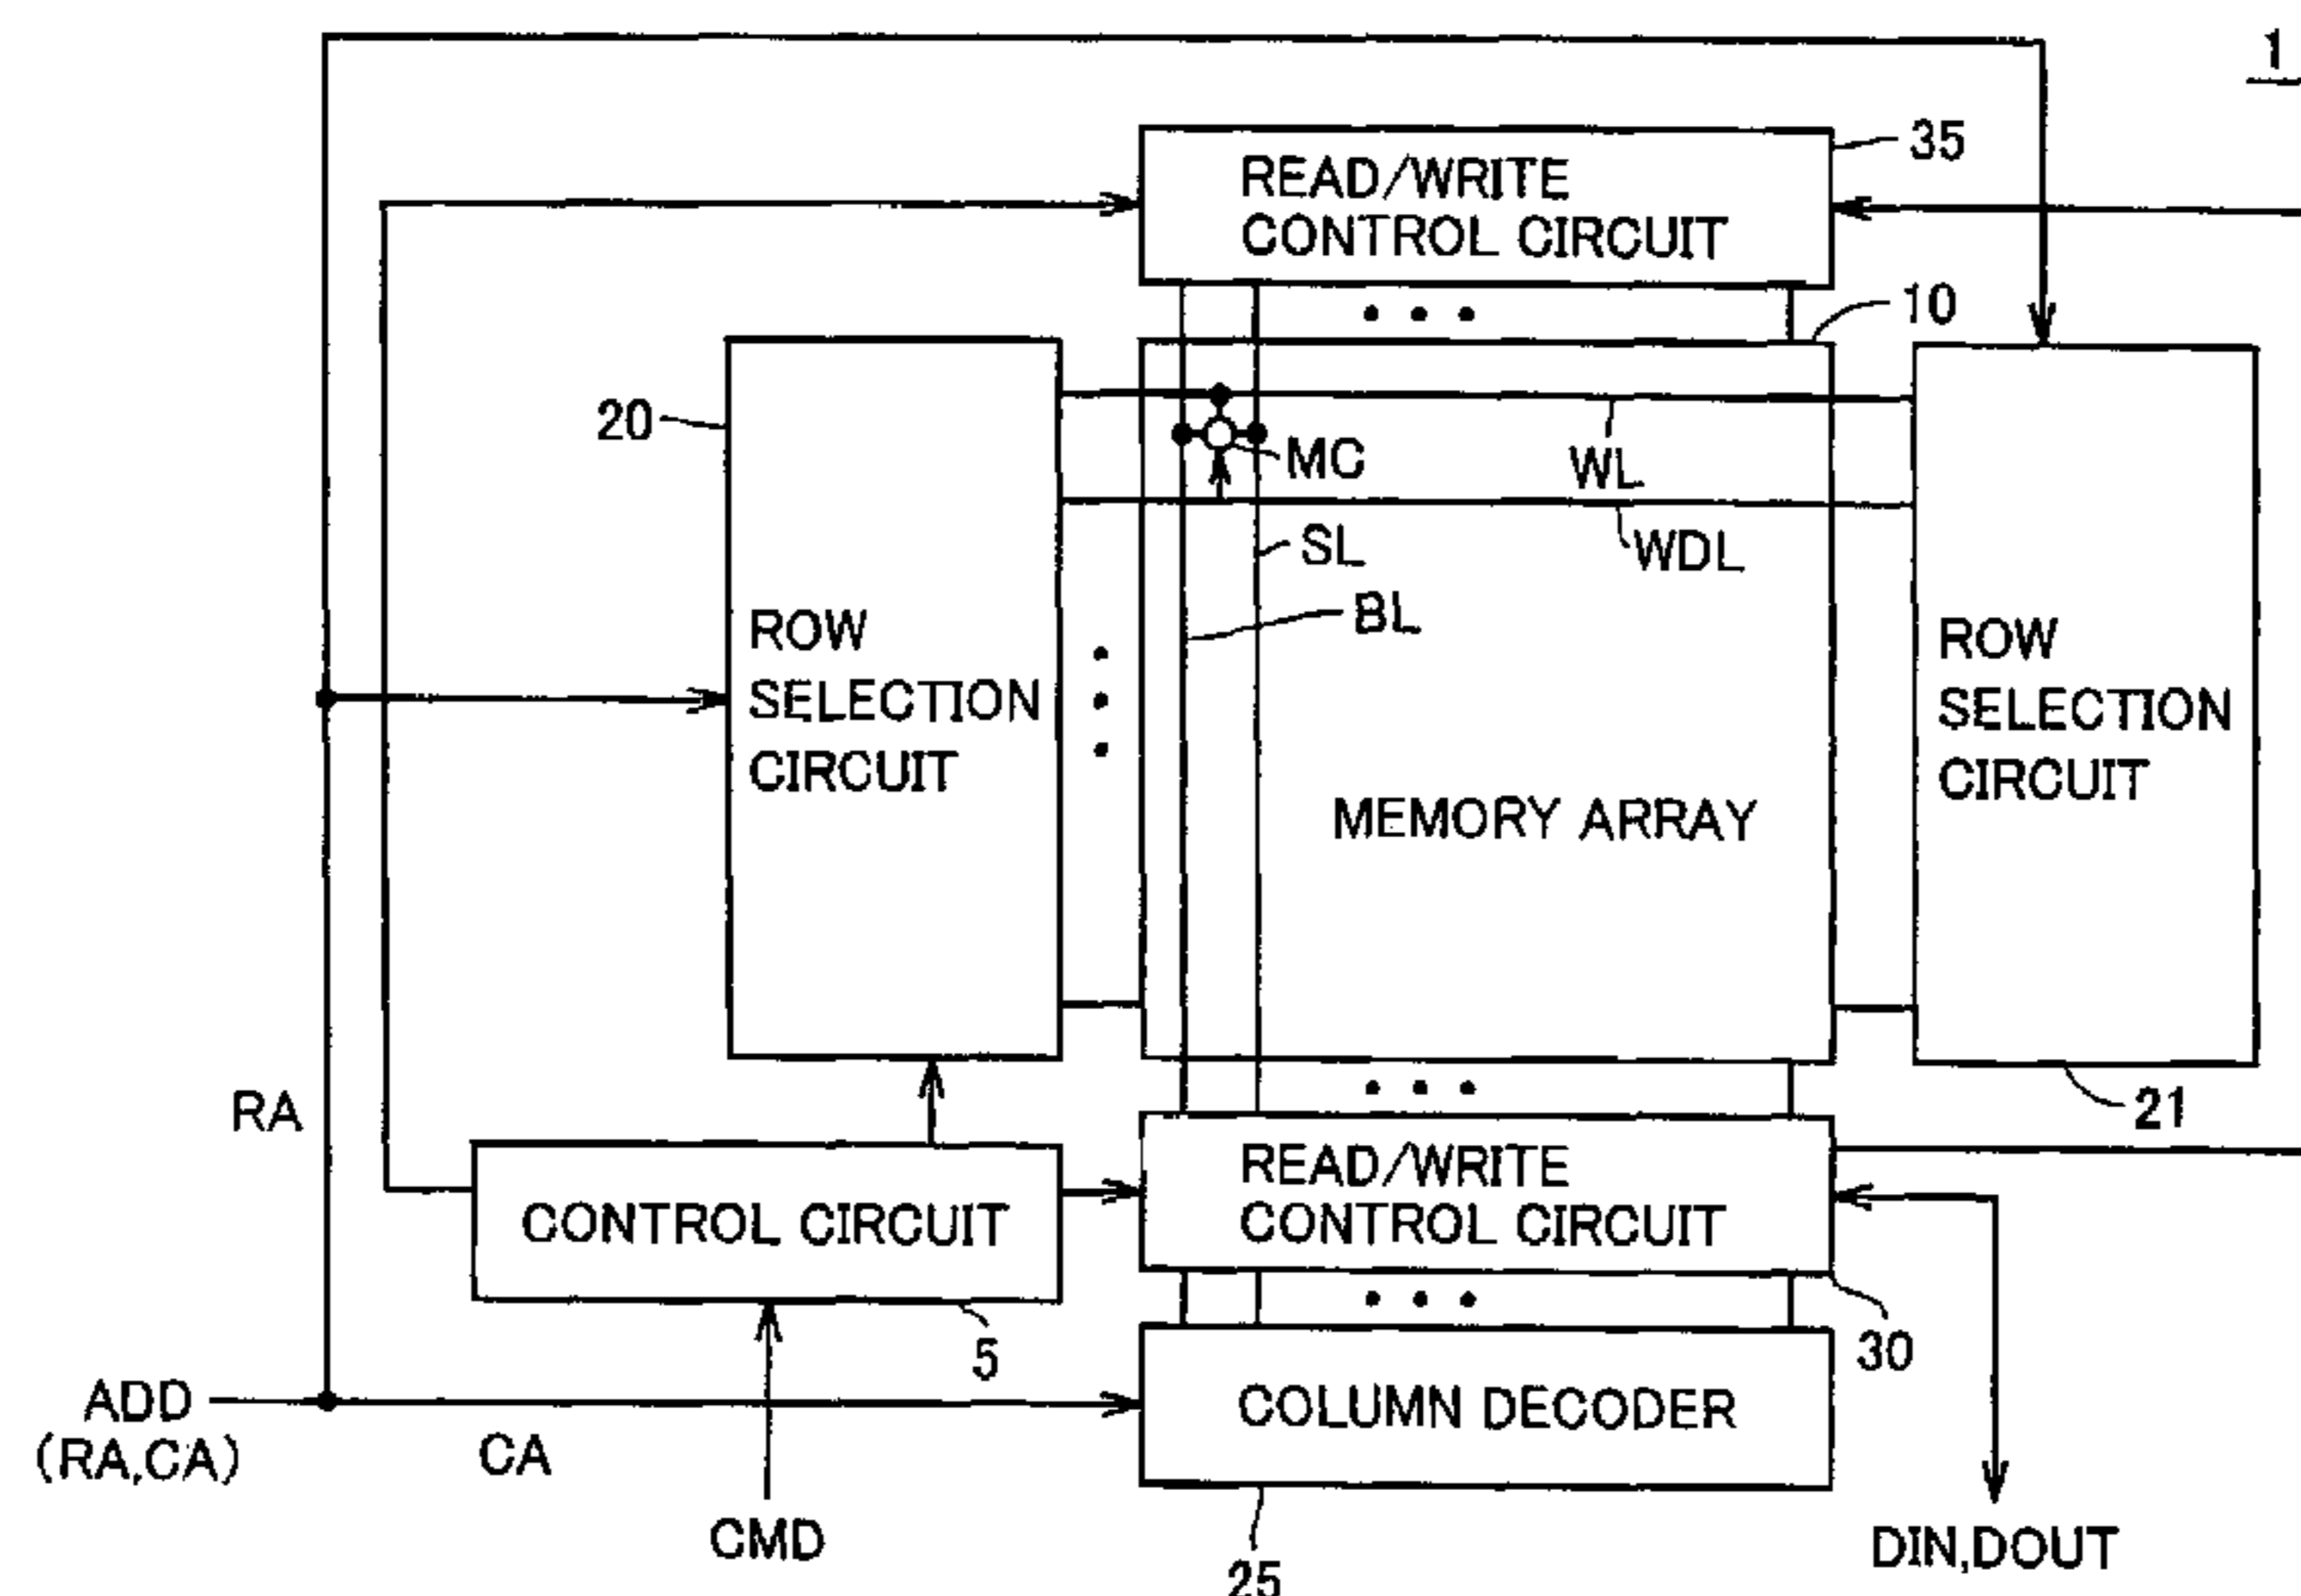 1
35
READ/WRITE
CONTROL CIRCUIT
10
20
MC
WL
SL
WDL
BL
ROW
SELECTION
CIRCUIT
ROW
SELECTION
CIRCUIT
MEMORY ARRAY
RA
21
READ/WRITE
CONTROL CIRCUIT
CONTROL CIRCUIT
5
30
ADD
(RA,CA)
CA
COLUMN DECODER
CMD
25
DIN,DOUT